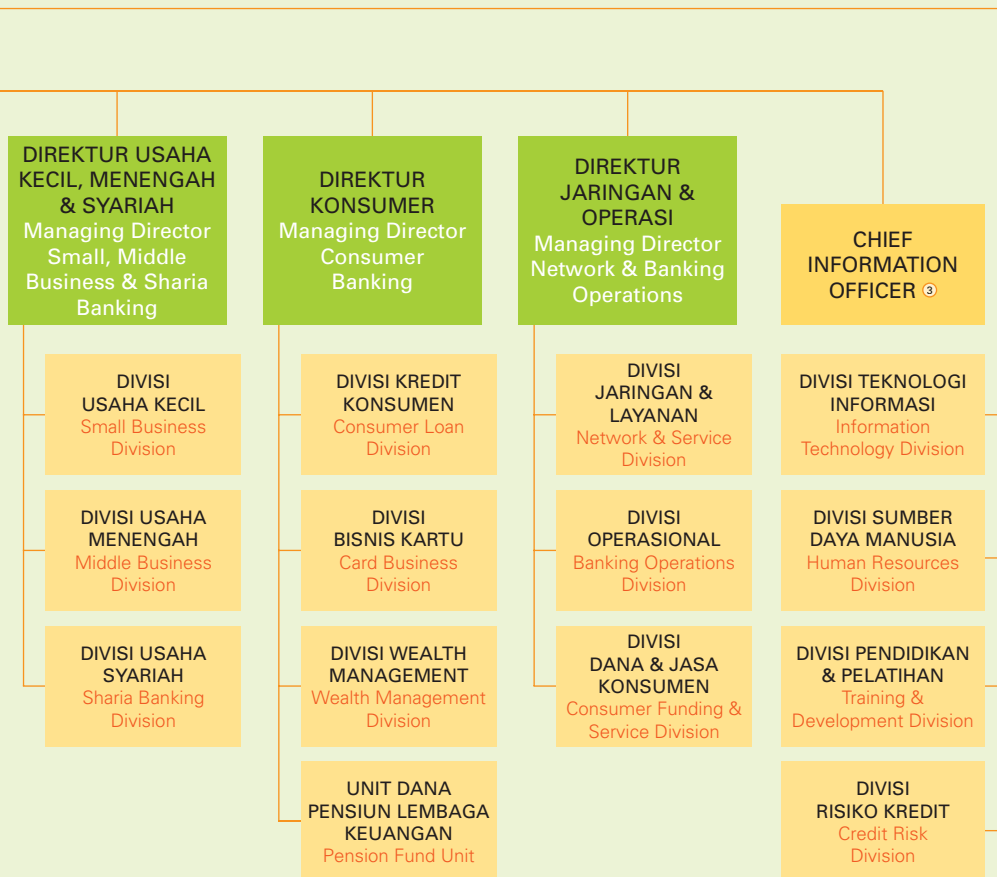 DIREKTUR USAHA
KECIL, MENENGAH
& SYARIAH
Managing Director
Small, Middle
Business & Sharia
Banking
DIREKTUR
KONSUMER
Managing Director
Consumer
Banking
DIREKTUR
JARINGAN &
OPERASI
Managing Director
Network & Banking
Operations
CHIEF
INFORMATION
OFFICER ③
DIVISI
USAHA KECIL
Small Business
Division
DIVISI USAHA
MENENGAH
Middle Business
Division
DIVISI USAHA
SYARIAH
Sharia Banking
Division
DIVISI KREDIT
KONSUMEN
Consumer Loan
Division
DIVISI
BISNIS KARTU
Card Business
Division
DIVISI WEALTH
MANAGEMENT
Wealth Management
Division
UNIT DANA
PENSIUN LEMBAGA
KEUANGAN
Pension Fund Unit
DIVISI
JARINGAN &
LAYANAN
Network & Service
Division
DIVISI
OPERASIONAL
Banking Operations
Division
DIVISI
DANA & JASA
KONSUMEN
Consumer Funding &
Service Division
DIVISI TEKNOLOGI
INFORMASI
Information
Technology Division
DIVISI SUMBER
DAYA MANUSIA
Human Resources
Division
DIVISI PENDIDIKAN
& PELATIHAN
Training &
Development Division
DIVISI
RISIKO KREDIT
Credit Risk
Division